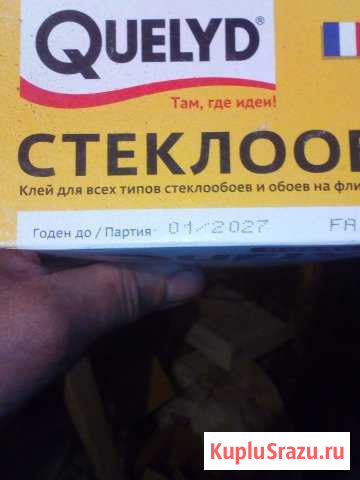 QUELYD®
Там, где идеи!
СТЕКЛООБ
Клей для всех типов стеклообоев и обоев на фли
Годен до / Партия: 01/2027 FA
KupluSrazu.ru